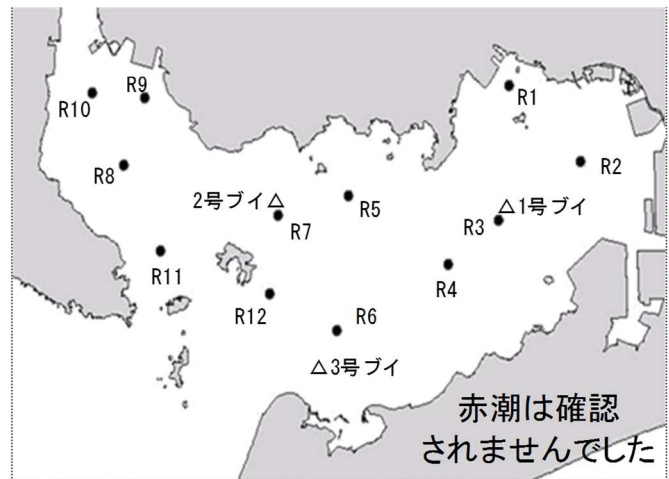 R9
R10
R1
R8
R2
2号ブイ△
R5
△1号ブイ
R7
R3
R11
R4
R12
R6
△3号ブイ
赤潮は確認
されませんでした